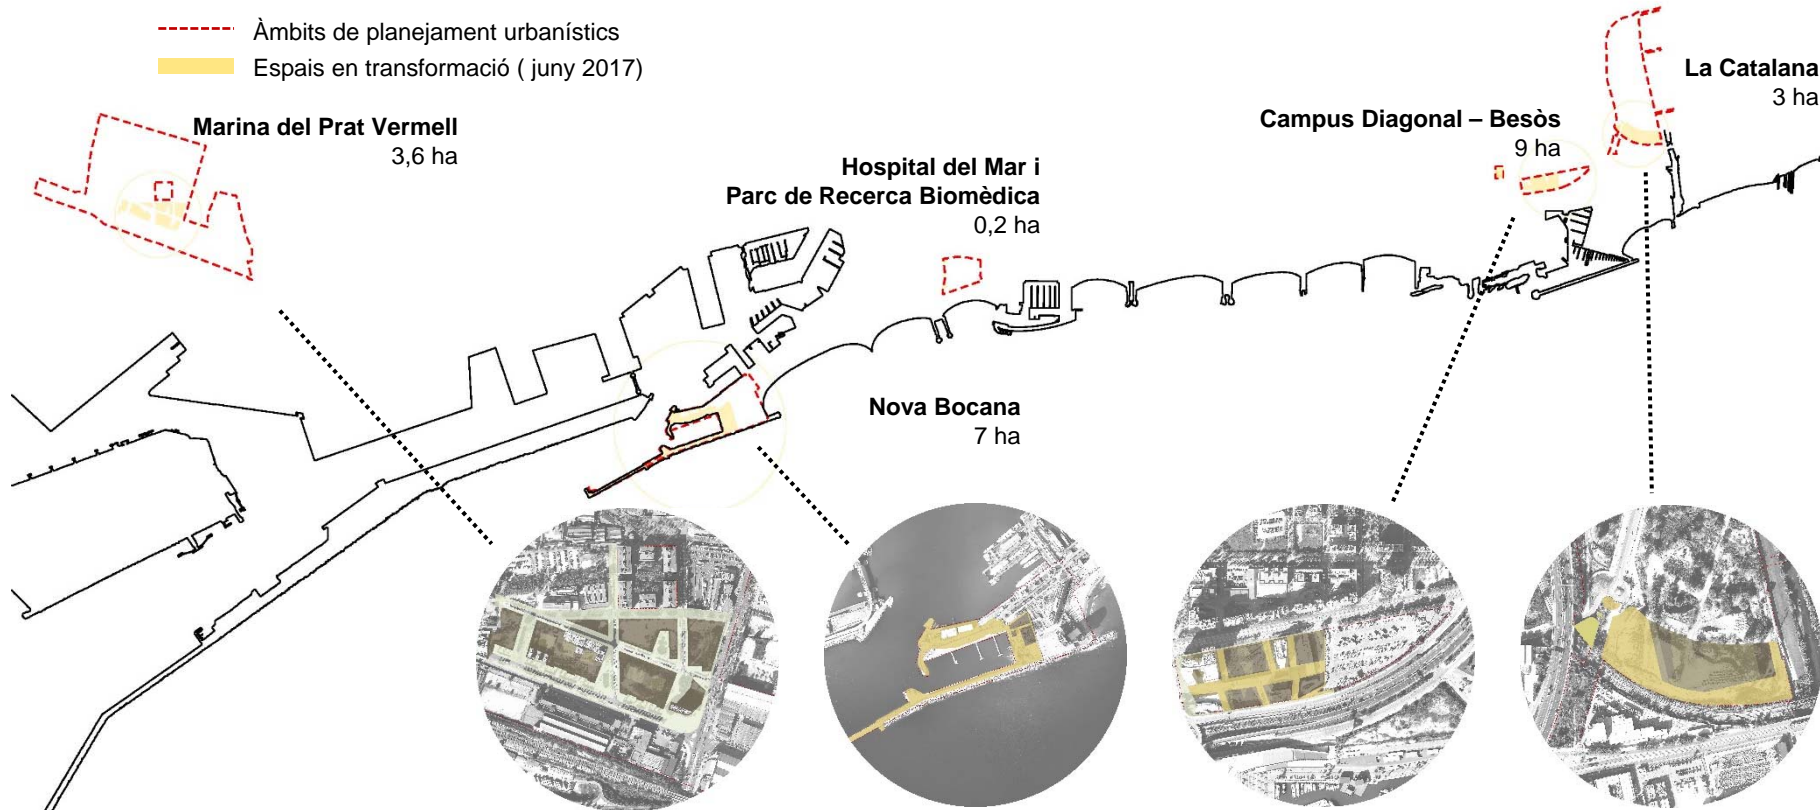 Àmbits de planejament urbanístics
Espais en transformació ( juny 2017)
La Catalana
3 ha
Marina del Prat Vermell
3,6 ha
Campus Diagonal – Besòs
9 ha
Hospital del Mar i
Parc de Recerca Biomèdica
0,2 ha
Nova Bocana
7 ha